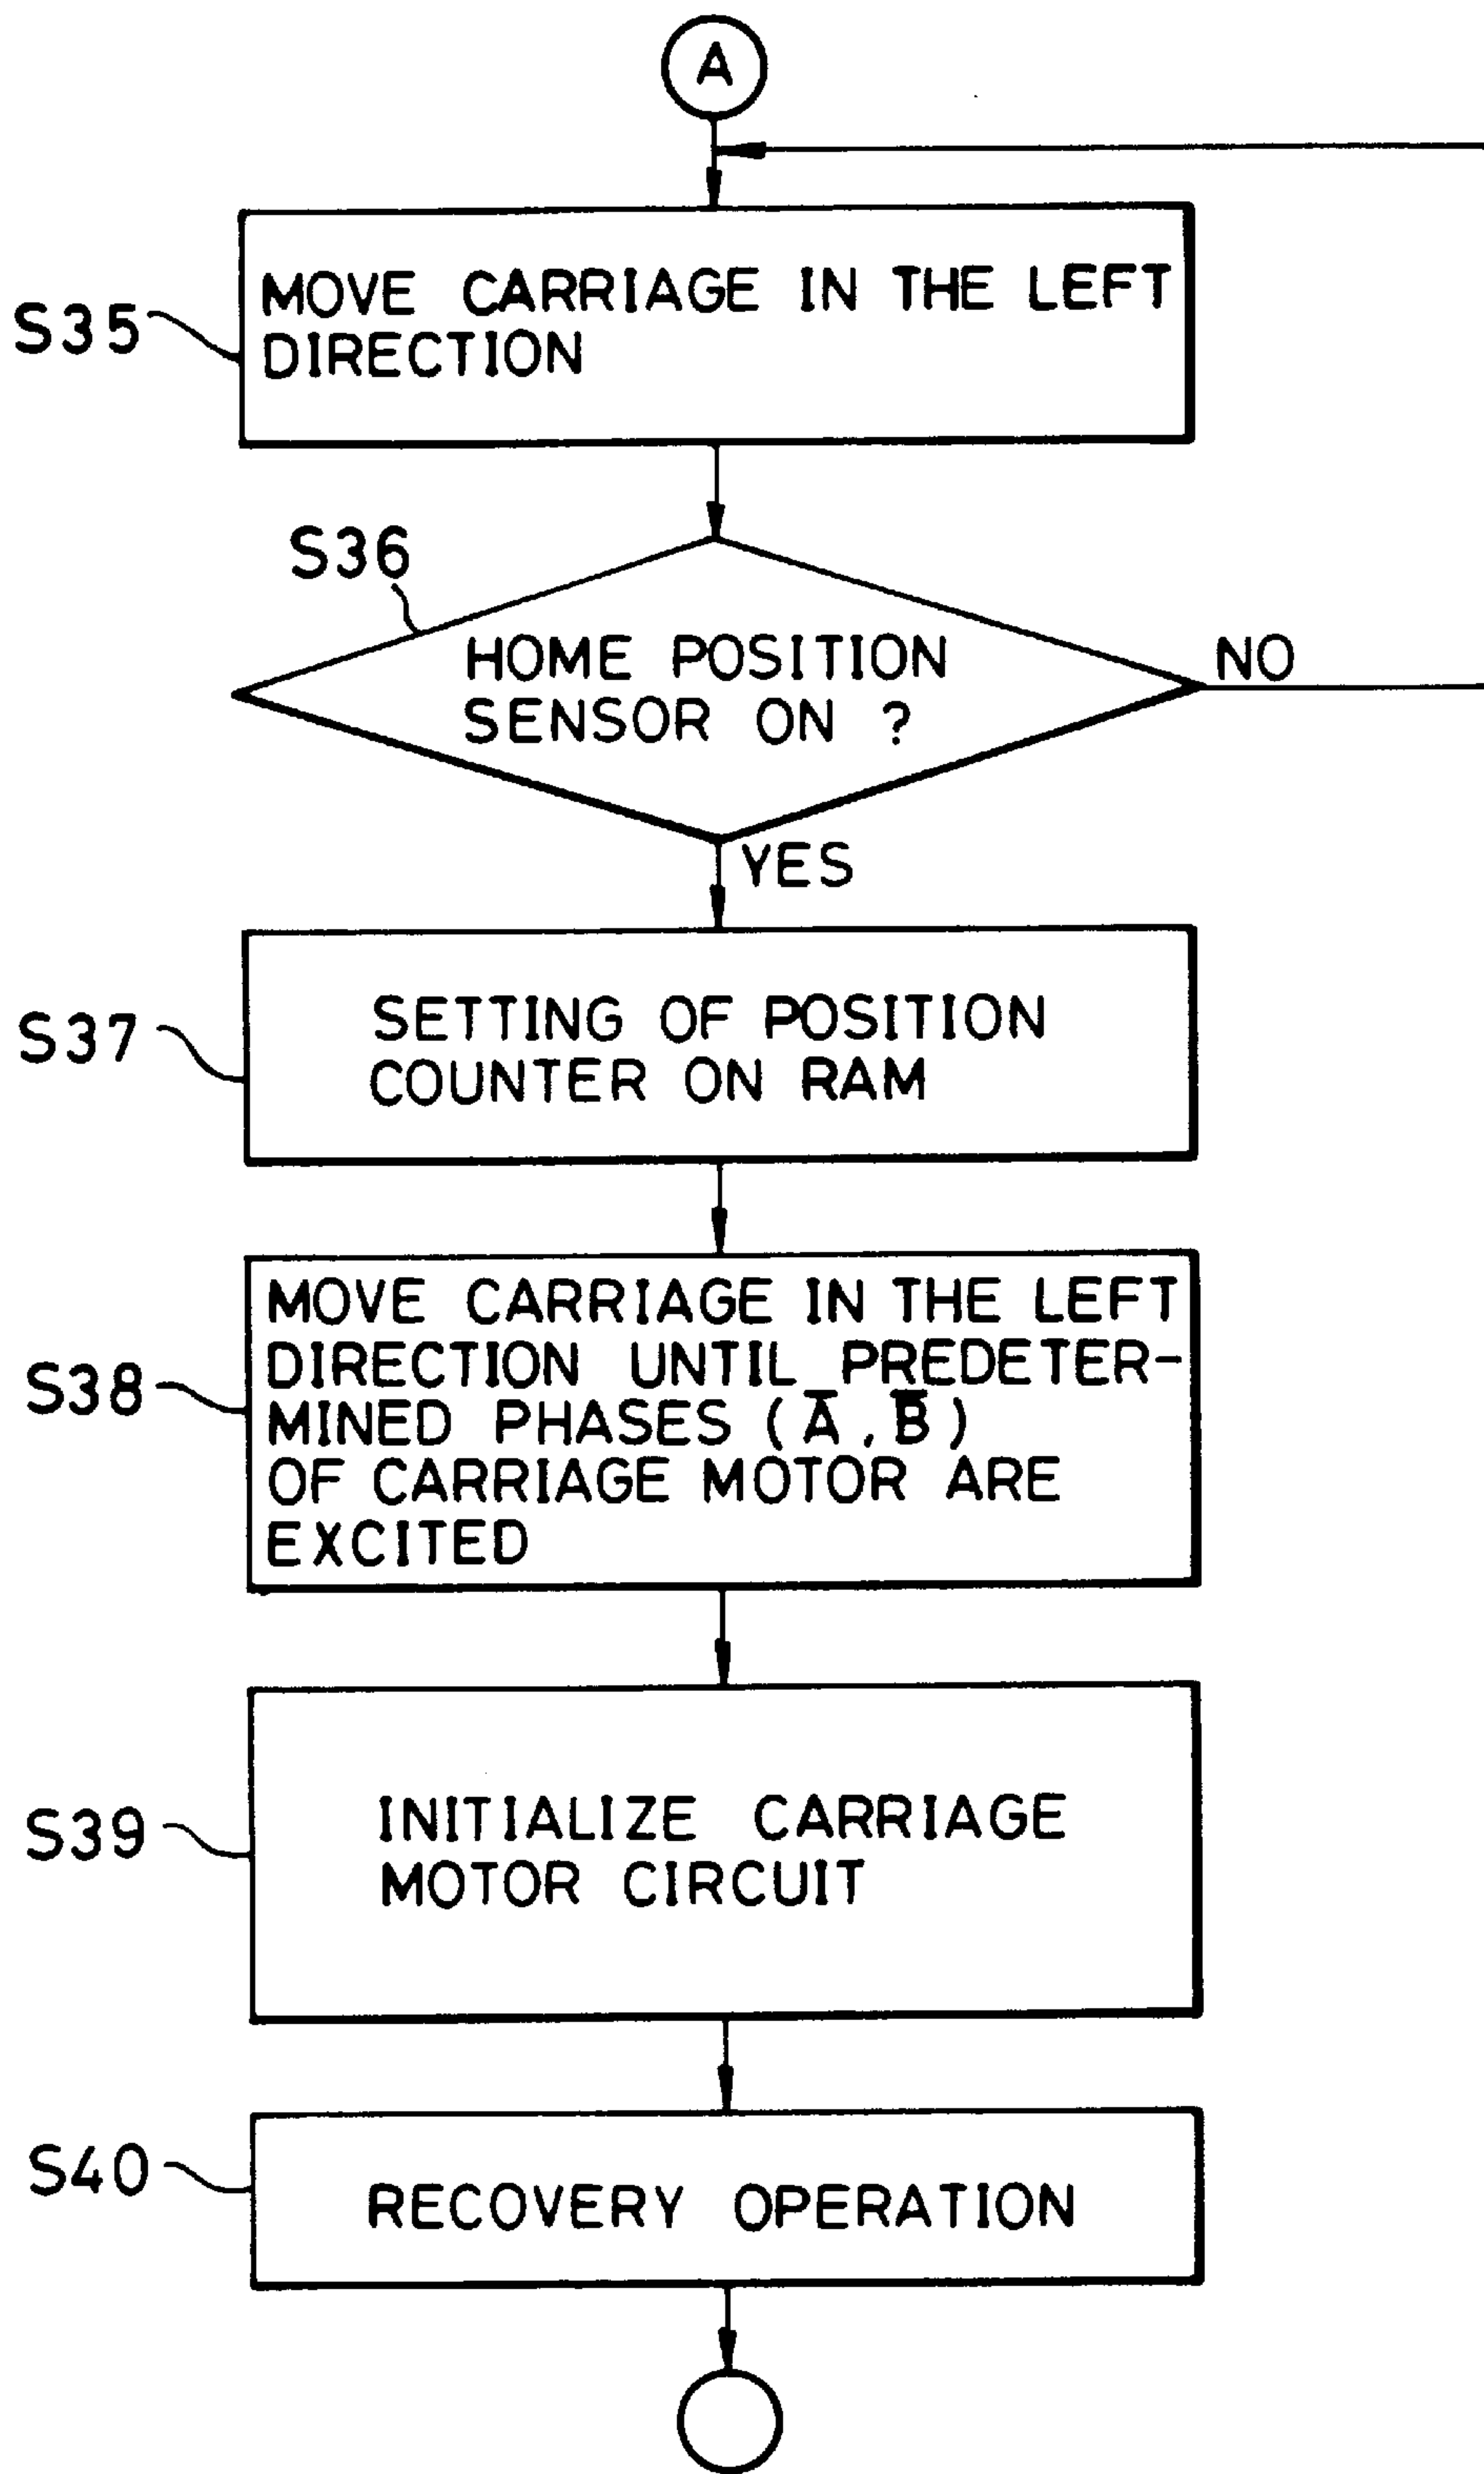 A
S35
MOVE CARRIAGE IN THE LEFT
DIRECTION
S36
HOME POSITION
SENSOR ON ?
NO
YES
S37
SETTING OF POSITION
COUNTER ON RAM
S38
MOVE CARRIAGE IN THE LEFT
DIRECTION UNTIL PREDETER-
MINED PHASES (A̅, B̅)
OF CARRIAGE MOTOR ARE
EXCITED
S39
INITIALIZE CARRIAGE
MOTOR CIRCUIT
S40
RECOVERY OPERATION